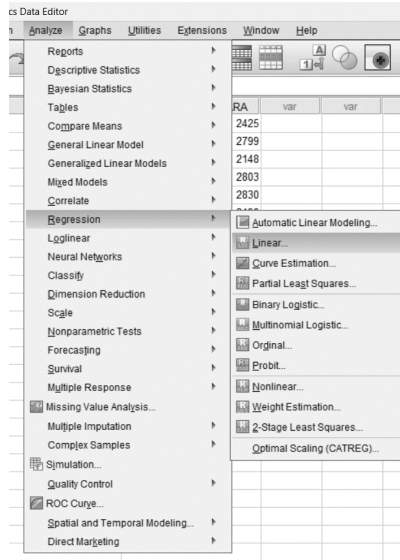 cs Data Editor
n Analyze Graphs Utilities Extensions Window Help
Reports
Descriptive Statistics
Bayesian Statistics
Tables
Compare Means
General Linear Model
Generalized Linear Models
Mixed Models
Correlate
Regression
Loglinear
Neural Networks
Classify
Dimension Reduction
Scale
Nonparametric Tests
Forecasting
Survival
Multiple Response
Missing Value Analysis...
Multiple Imputation
Complex Samples
Simulation...
Quality Control
ROC Curve...
Spatial and Temporal Modeling...
Direct Marketing
RA var var
2425
2799
2148
2803
2830
Automatic Linear Modeling...
Linear...
Curve Estimation...
Partial Least Squares...
Binary Logistic...
Multinomial Logistic...
Ordinal...
Probit...
Nonlinear...
Weight Estimation...
2-Stage Least Squares...
Optimal Scaling (CATREG)...